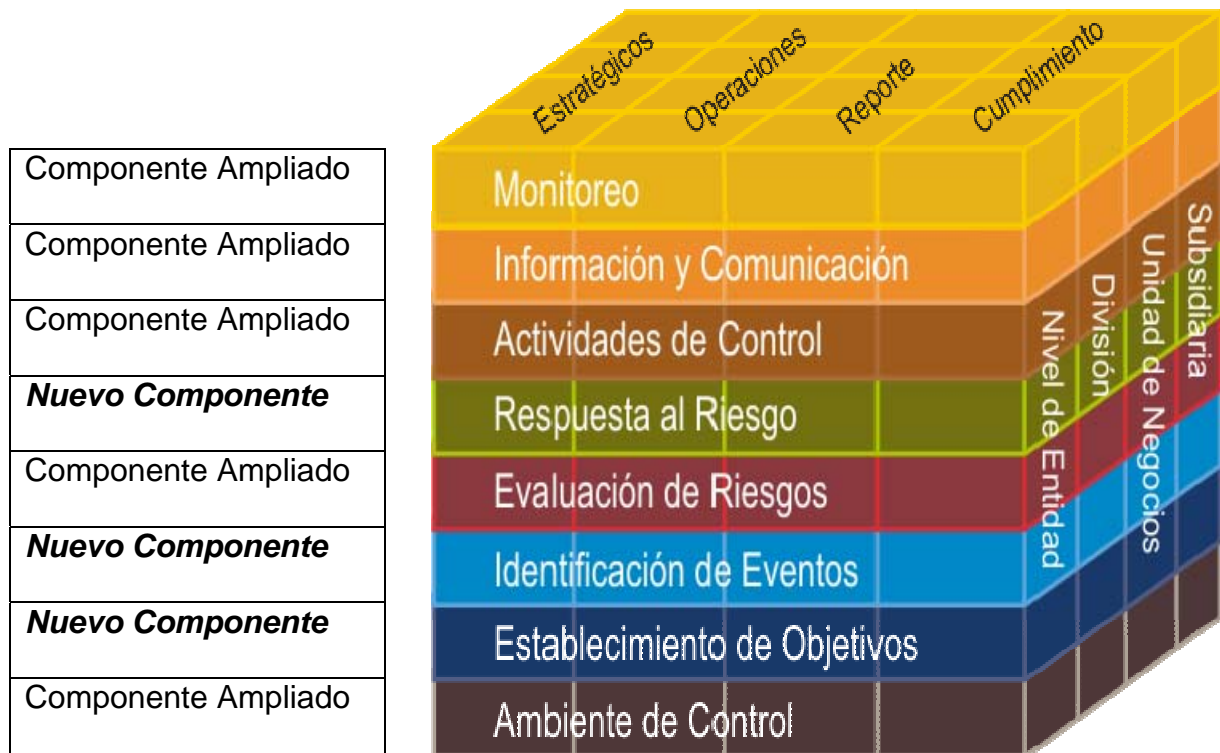 Estratégicos
Operaciones
Reporte
Cumplimiento
Componente Ampliado
Componente Ampliado
Componente Ampliado
Nuevo Componente
Componente Ampliado
Nuevo Componente
Nuevo Componente
Componente Ampliado
Monitoreo
Información y Comunicación
Actividades de Control
Respuesta al Riesgo
Evaluación de Riesgos
Identificación de Eventos
Establecimiento de Objetivos
Ambiente de Control
Nivel de Entidad
División
Unidad de Negocios
Subsidiaria